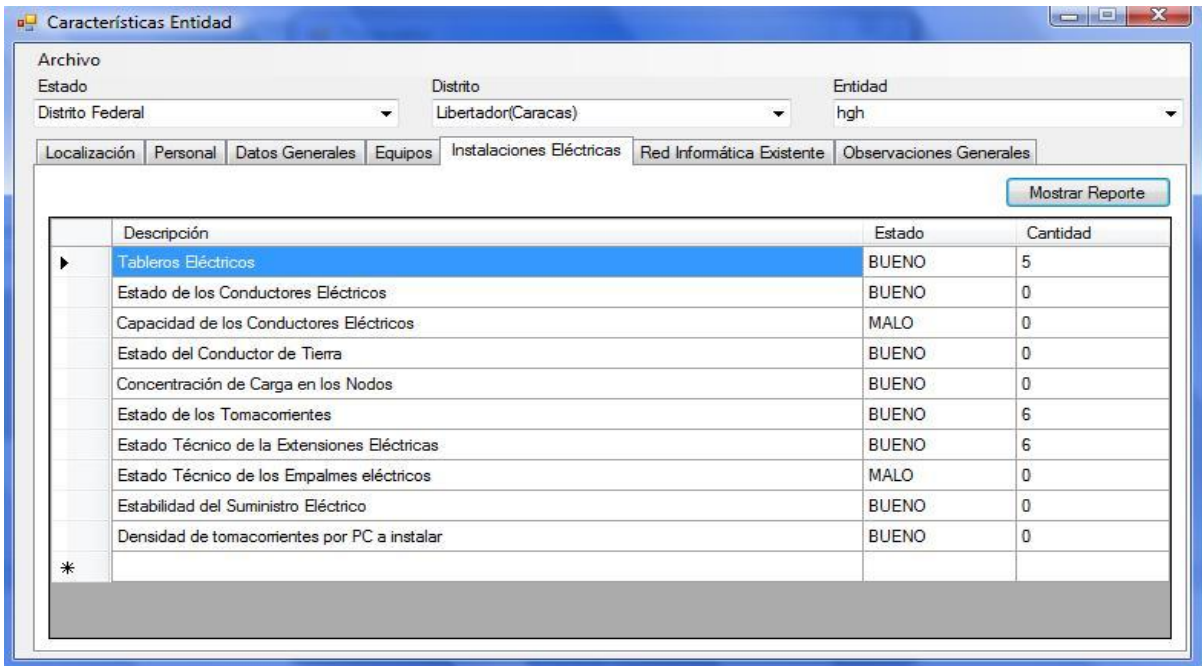 Características Entidad
Archivo
Estado Distrito Entidad
Distrito Federal Libertador(Caracas) hgh
Localización Personal Datos Generales Equipos Instalaciones Eléctricas Red Informática Existente Observaciones Generales
Mostrar Reporte
Descripción Estado Cantidad
Tableros Eléctricos BUENO 5
Estado de los Conductores Eléctricos BUENO 0
Capacidad de los Conductores Eléctricos MALO 0
Estado del Conductor de Tierra BUENO 0
Concentración de Carga en los Nodos BUENO 0
Estado de los Tomacorrientes BUENO 6
Estado Técnico de la Extensiones Eléctricas BUENO 6
Estado Técnico de los Empalmes eléctricos MALO 0
Estabilidad del Suministro Eléctrico BUENO 0
Densidad de tomacorrientes por PC a instalar BUENO 0